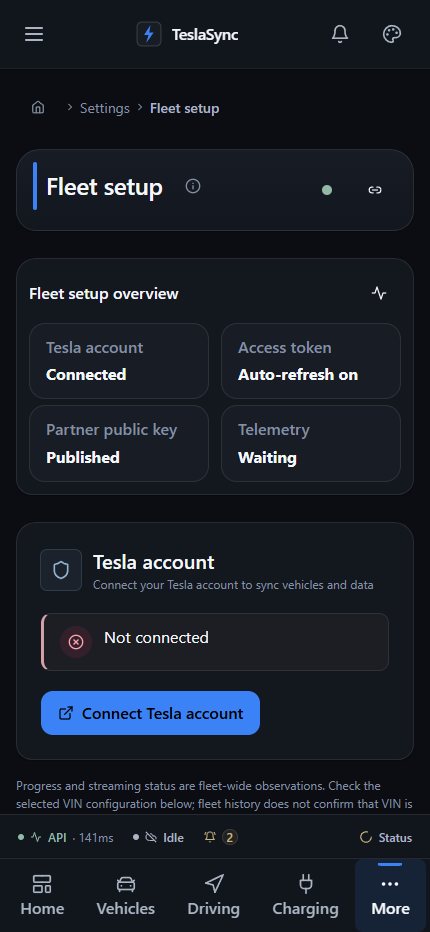 TeslaSync
Settings
Fleet setup
Fleet setup
Fleet setup overview
Tesla account
Connected
Access token
Auto-refresh on
Partner public key
Published
Telemetry
Waiting
Tesla account
Connect your Tesla account to sync vehicles and data
Not connected
Connect Tesla account
Progress and streaming status are fleet-wide observations. Check the
selected VIN configuration below; fleet history does not confirm that VIN is
API · 141ms
Idle
2
Status
Home
Vehicles
Driving
Charging
More